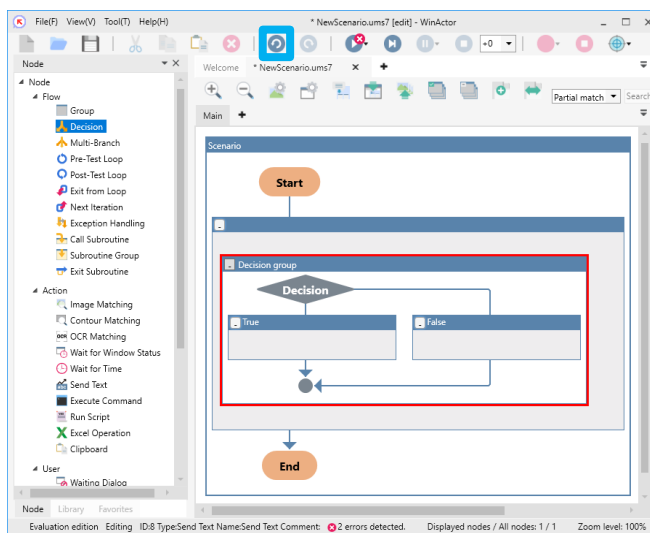 File(F) View(V) Tool(T) Help(H)
* NewScenario.ums7 [edit] - WinActor
+0
Node
Welcome * NewScenario.ums7
Node
Flow
Group
Decision
Multi-Branch
Pre-Test Loop
Post-Test Loop
Exit from Loop
Next Iteration
Exception Handling
Call Subroutine
Subroutine Group
Exit Subroutine
Action
Image Matching
Contour Matching
OCR OCR Matching
Wait for Window Status
Wait for Time
Send Text
Execute Command
Run Script
Excel Operation
Clipboard
User
Waiting Dialog
Node Library Favorites
Partial match Search
Main
Scenario
Start
Decision group
Decision
True
False
End
Evaluation edition Editing ID:8 Type:Send Text Name:Send Text Comment: 2 errors detected. Displayed nodes / All nodes: 1 / 1 Zoom level: 100%